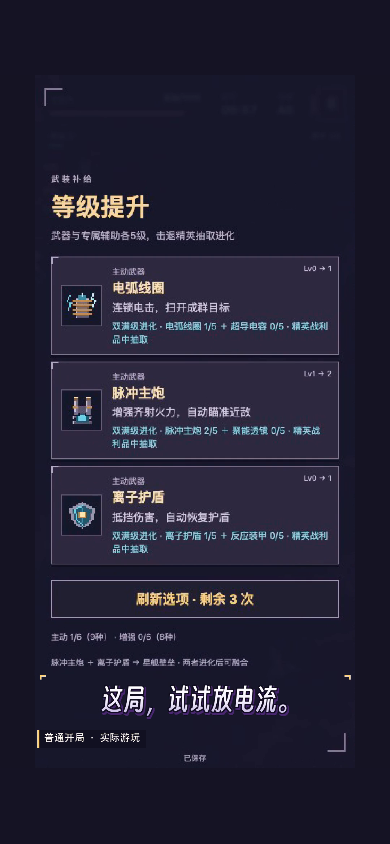 武装补给
等级提升
武器与专属辅助各5级，击退精英抽取进化
主动武器
Lv0 → 1
电弧线圈
连锁电击，扫开成群目标
双满级进化 · 电弧线圈 1/5 ＋ 超导电容 0/5 · 精英战利
品中抽取
主动武器
Lv1 → 2
脉冲主炮
增强齐射火力，自动瞄准近敌
双满级进化 · 脉冲主炮 2/5 ＋ 聚能透镜 0/5 · 精英战
利品中抽取
主动武器
Lv0 → 1
离子护盾
抵挡伤害，自动恢复护盾
双满级进化 · 离子护盾 1/5 ＋ 反应装甲 0/5 · 精英战利
品中抽取
刷新选项 · 剩余 3 次
主动 1/6（9种） · 增强 0/6（8种）
脉冲主炮 ＋ 离子护盾 → 星舰壁垒 · 两者进化后可融合
这局，试试放电流。
普通开局 · 实际游玩
已保存